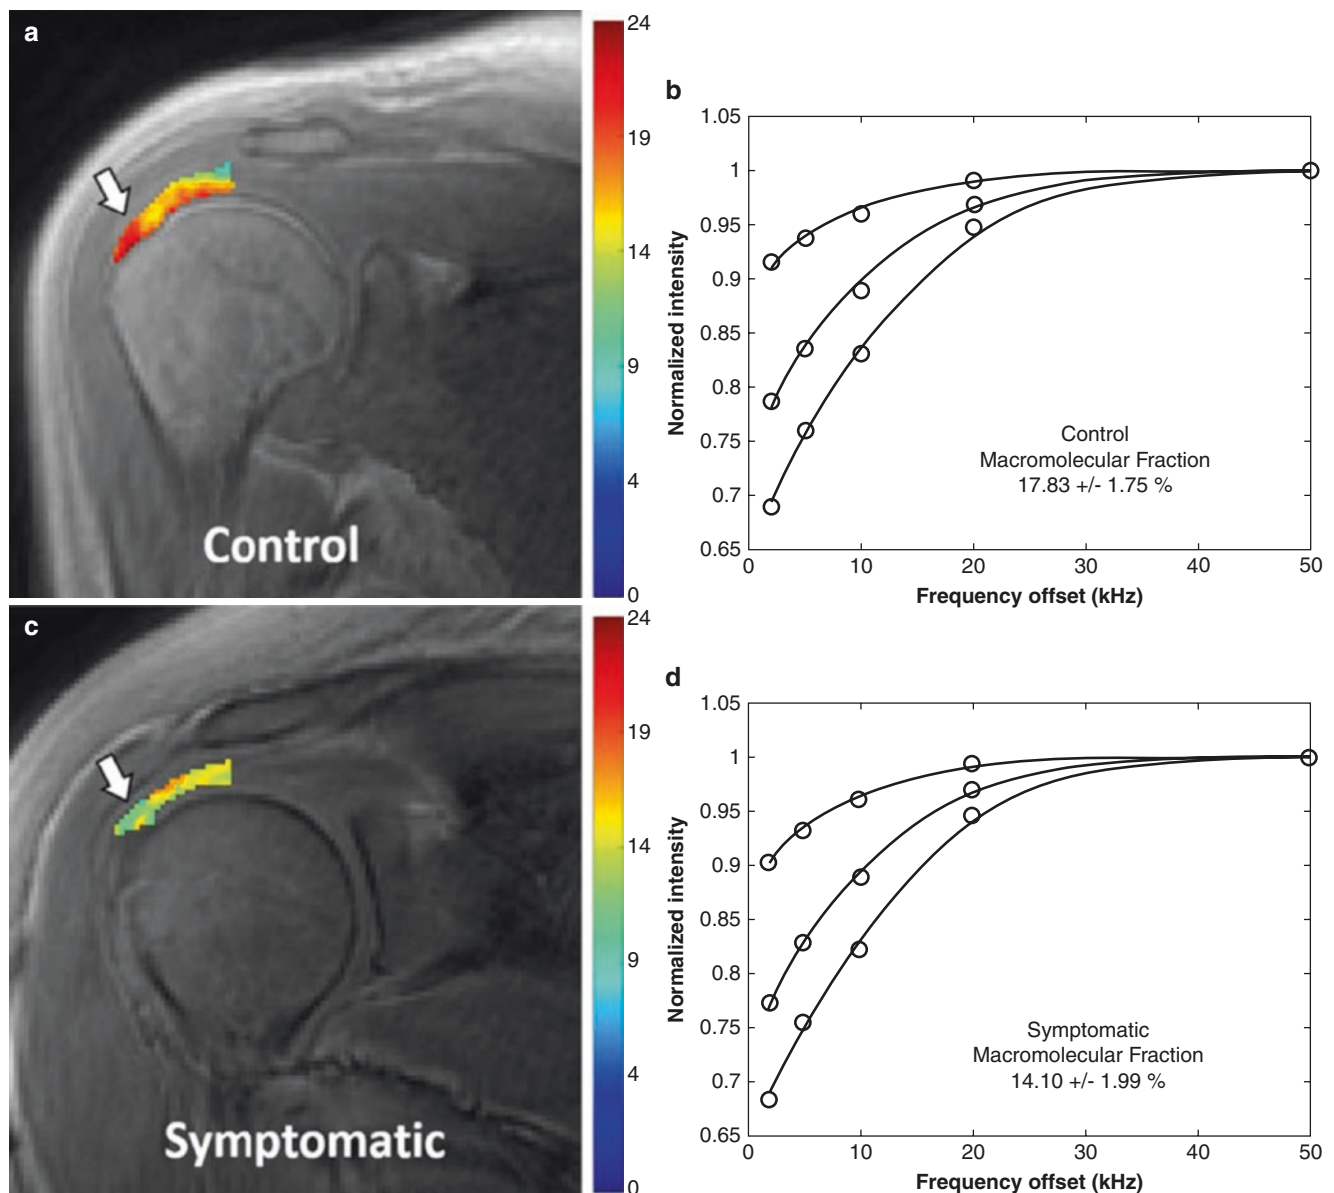 a
24
19
14
9
4
0
Control
b
1.05
1
0.95
0.9
0.85
0.8
0.75
0.7
0.65
Normalized intensity
Control
Macromolecular Fraction
17.83 +/- 1.75 %
0 10 20 30 40 50
Frequency offset (kHz)
c
24
19
14
9
4
0
Symptomatic
d
1.05
1
0.95
0.9
0.85
0.8
0.75
0.7
0.65
Normalized intensity
Symptomatic
Macromolecular Fraction
14.10 +/- 1.99 %
0 10 20 30 40 50
Frequency offset (kHz)